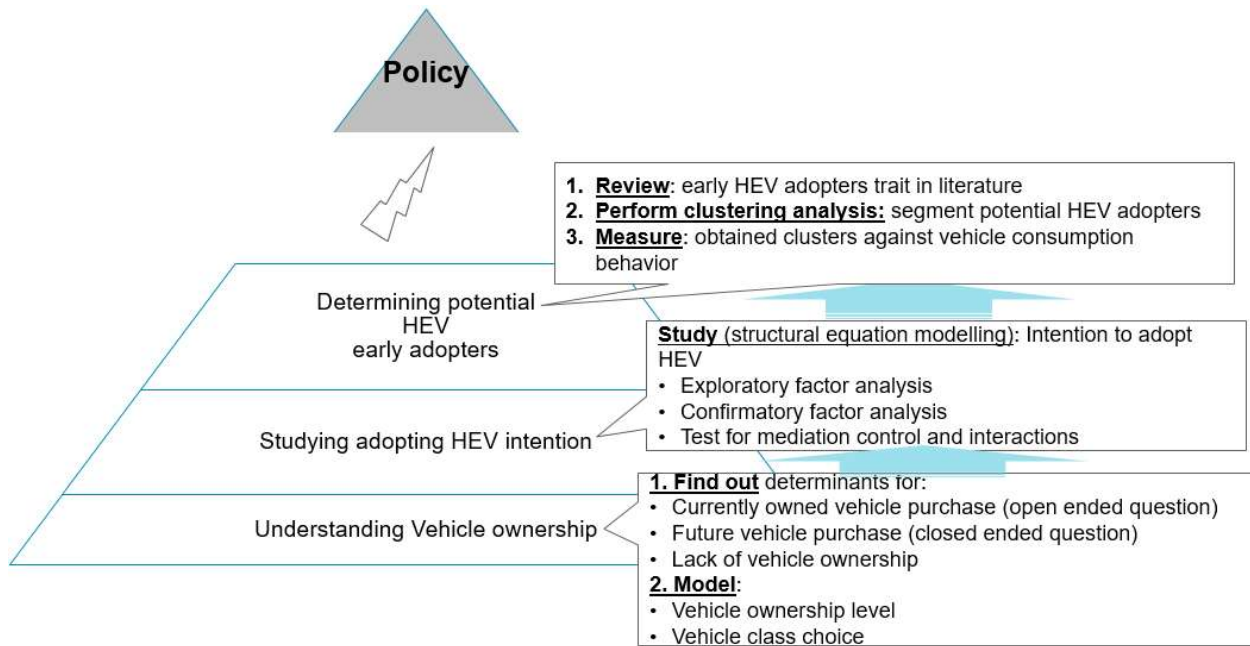 Policy
1. Review: early HEV adopters trait in literature
2. Perform clustering analysis: segment potential HEV adopters
3. Measure: obtained clusters against vehicle consumption
behavior
Determining potential
HEV
early adopters
Study (structural equation modelling): Intention to adopt
HEV
• Exploratory factor analysis
• Confirmatory factor analysis
• Test for mediation control and interactions
Studying adopting HEV intention
1. Find out determinants for:
• Currently owned vehicle purchase (open ended question)
• Future vehicle purchase (closed ended question)
• Lack of vehicle ownership
2. Model:
• Vehicle ownership level
• Vehicle class choice
Understanding Vehicle ownership